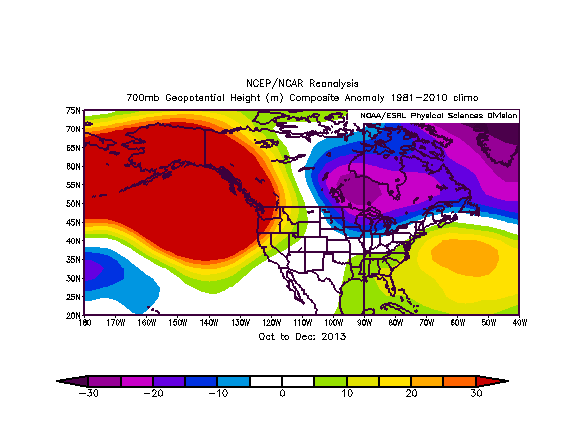 NCEP/NCAR Reanalysis
700mb Geopotential Height (m) Composite Anomaly 1981-2010 climo
NOAA/ESRL Physical Sciences Division
75N
70N
65N
60N
55N
50N
45N
40N
35N
30N
25N
20N
180 170W 160W 150W 140W 130W 120W 110W 100W 90W 80W 70W 60W 50W 40W
Oct to Dec: 2013
-30 -20 -10 0 10 20 30